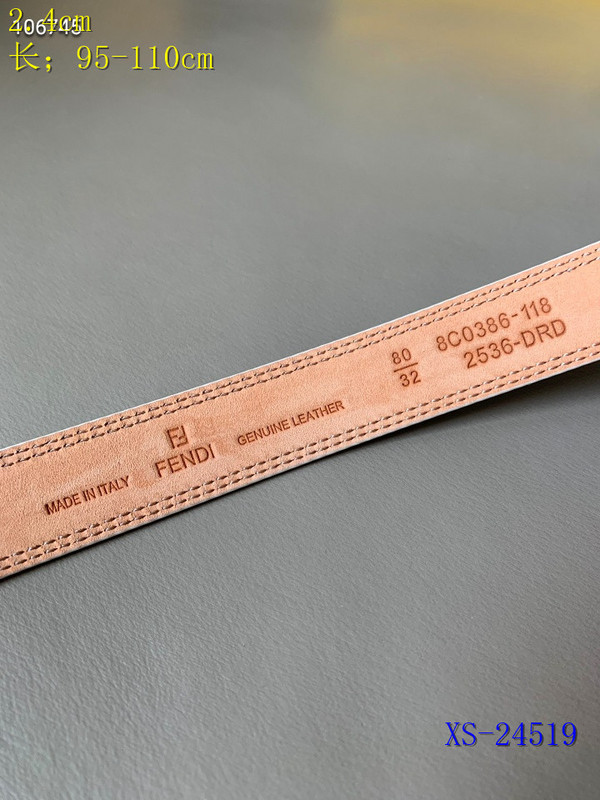 106745
2.4cm
长；95-110cm
8C0386-118
2536-DRD
80
32
GENUINE LEATHER
FENDI
MADE IN ITALY
XS-24519